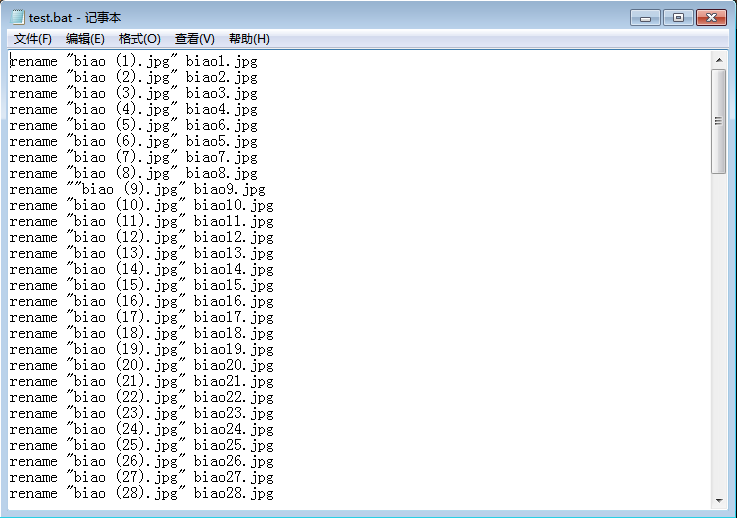 test.bat - 记事本
文件(F) 编辑(E) 格式(O) 查看(V) 帮助(H)
rename "biao (1).jpg" biao1.jpg
rename "biao (2).jpg" biao2.jpg
rename "biao (3).jpg" biao3.jpg
rename "biao (4).jpg" biao4.jpg
rename "biao (5).jpg" biao6.jpg
rename "biao (6).jpg" biao5.jpg
rename "biao (7).jpg" biao7.jpg
rename "biao (8).jpg" biao8.jpg
rename ""biao (9).jpg" biao9.jpg
rename "biao (10).jpg" biao10.jpg
rename "biao (11).jpg" biao11.jpg
rename "biao (12).jpg" biao12.jpg
rename "biao (13).jpg" biao13.jpg
rename "biao (14).jpg" biao14.jpg
rename "biao (15).jpg" biao15.jpg
rename "biao (16).jpg" biao16.jpg
rename "biao (17).jpg" biao17.jpg
rename "biao (18).jpg" biao18.jpg
rename "biao (19).jpg" biao19.jpg
rename "biao (20).jpg" biao20.jpg
rename "biao (21).jpg" biao21.jpg
rename "biao (22).jpg" biao22.jpg
rename "biao (23).jpg" biao23.jpg
rename "biao (24).jpg" biao24.jpg
rename "biao (25).jpg" biao25.jpg
rename "biao (26).jpg" biao26.jpg
rename "biao (27).jpg" biao27.jpg
rename "biao (28).jpg" biao28.jpg